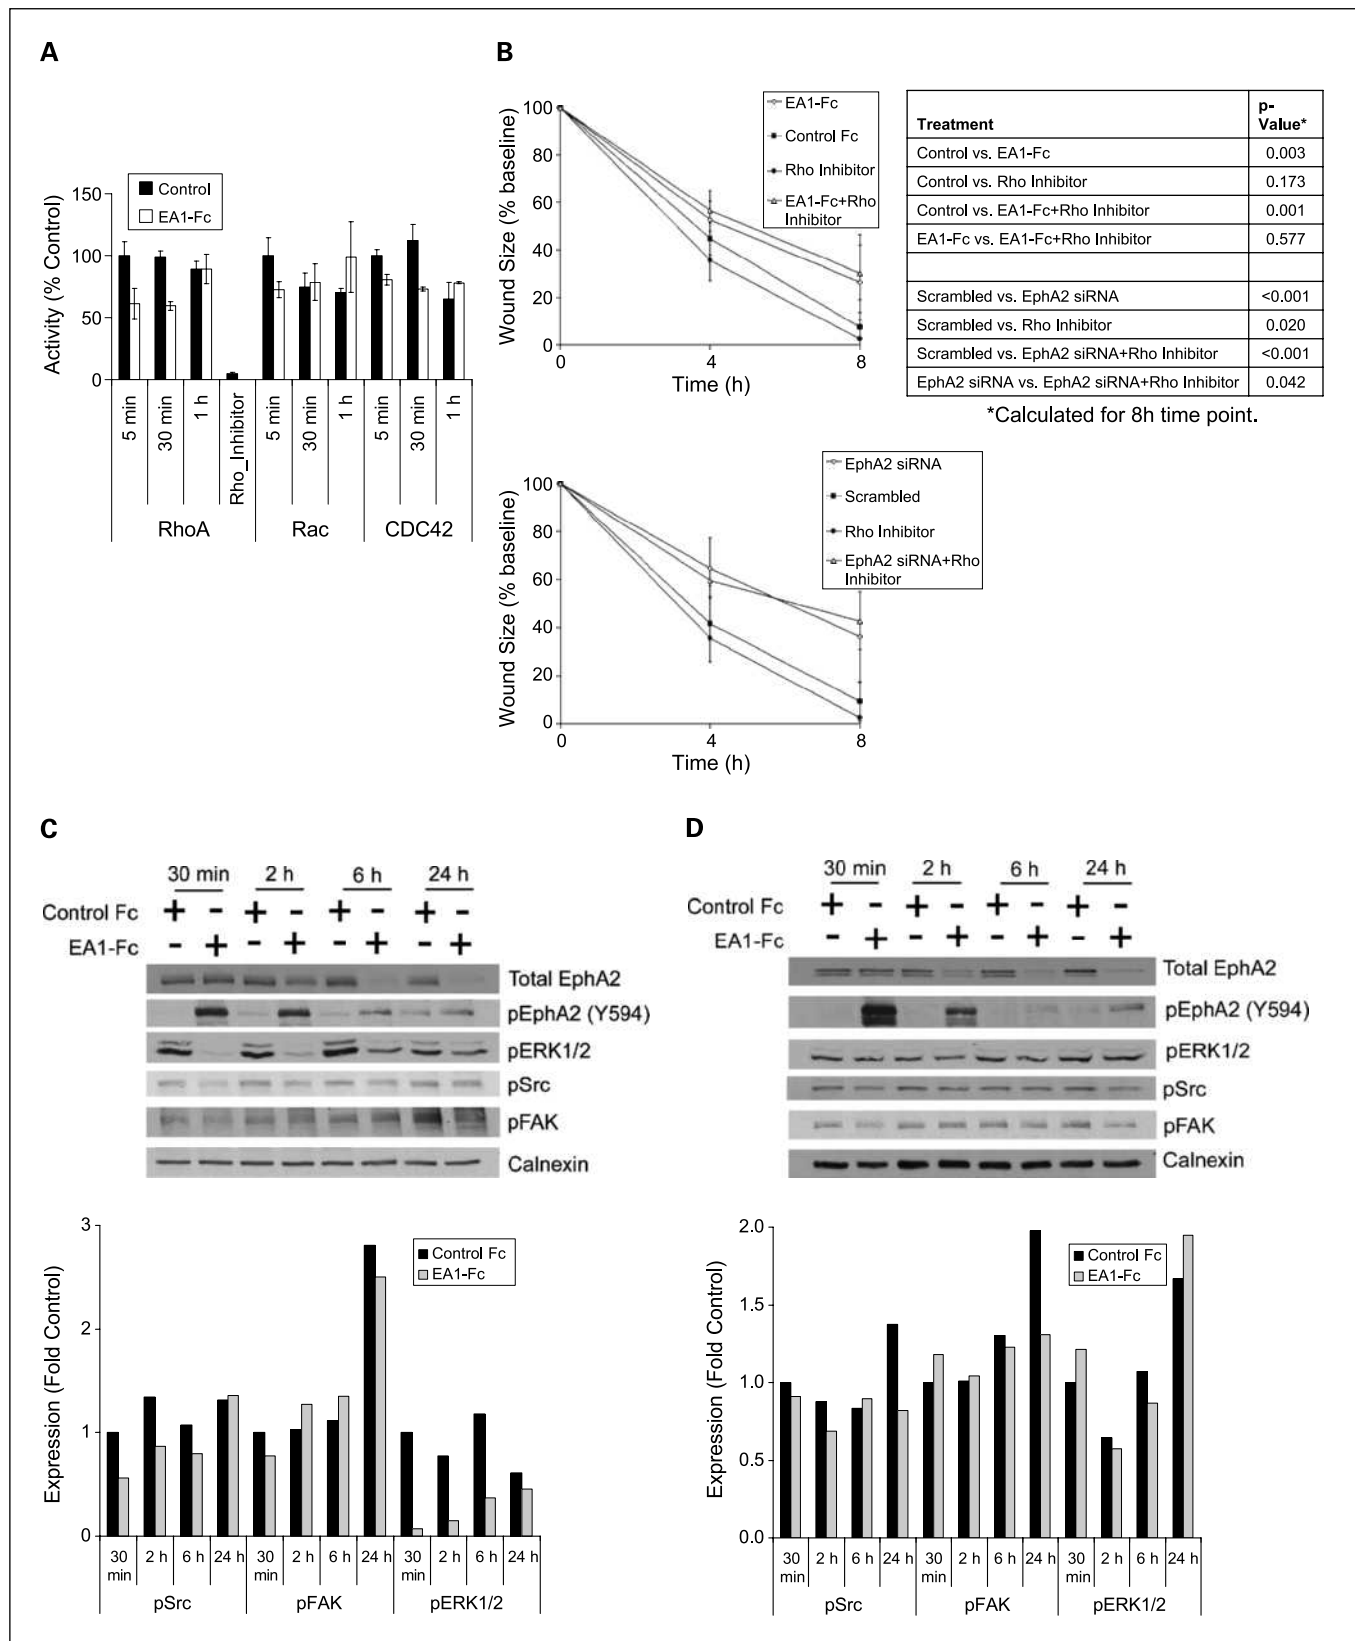 A
Control
EA1-Fc
Activity (% Control)
150
100
50
0
5 min
30 min
1 h
Rho_Inhibitor
5 min
30 min
1 h
5 min
30 min
1 h
RhoA
Rac
CDC42
B
EA1-Fc
Control Fc
Rho Inhibitor
EA1-Fc+Rho
Inhibitor
Wound Size (% baseline)
100
80
60
40
20
0
0
4
8
Time (h)
Treatment
p-
Value*
Control vs. EA1-Fc 0.003
Control vs. Rho Inhibitor 0.173
Control vs. EA1-Fc+Rho Inhibitor 0.001
EA1-Fc vs. EA1-Fc+Rho Inhibitor 0.577
Scrambled vs. EphA2 siRNA <0.001
Scrambled vs. Rho Inhibitor 0.020
Scrambled vs. EphA2 siRNA+Rho Inhibitor <0.001
EphA2 siRNA vs. EphA2 siRNA+Rho Inhibitor 0.042
*Calculated for 8h time point.
EphA2 siRNA
Scrambled
Rho Inhibitor
EphA2 siRNA+Rho
Inhibitor
Wound Size (% baseline)
100
80
60
40
20
0
0
4
8
Time (h)
C
30 min 2 h 6 h 24 h
Control Fc + - + - + - + -
EA1-Fc - + - + - + - +
Total EphA2
pEphA2 (Y594)
pERK1/2
pSrc
pFAK
Calnexin
Control Fc
EA1-Fc
Expression (Fold Control)
3
2
1
0
30 min 2 h 6 h 24 h 30 min 2 h 6 h 24 h 30 min 2 h 6 h 24 h
pSrc pFAK pERK1/2
D
30 min 2 h 6 h 24 h
Control Fc + - + - + - + -
EA1-Fc - + - + - + - +
Total EphA2
pEphA2 (Y594)
pERK1/2
pSrc
pFAK
Calnexin
Control Fc
EA1-Fc
Expression (Fold Control)
2.0
1.5
1.0
0.5
0.0
30 min 2 h 6 h 24 h 30 min 2 h 6 h 24 h 30 min 2 h 6 h 24 h
pSrc pFAK pERK1/2